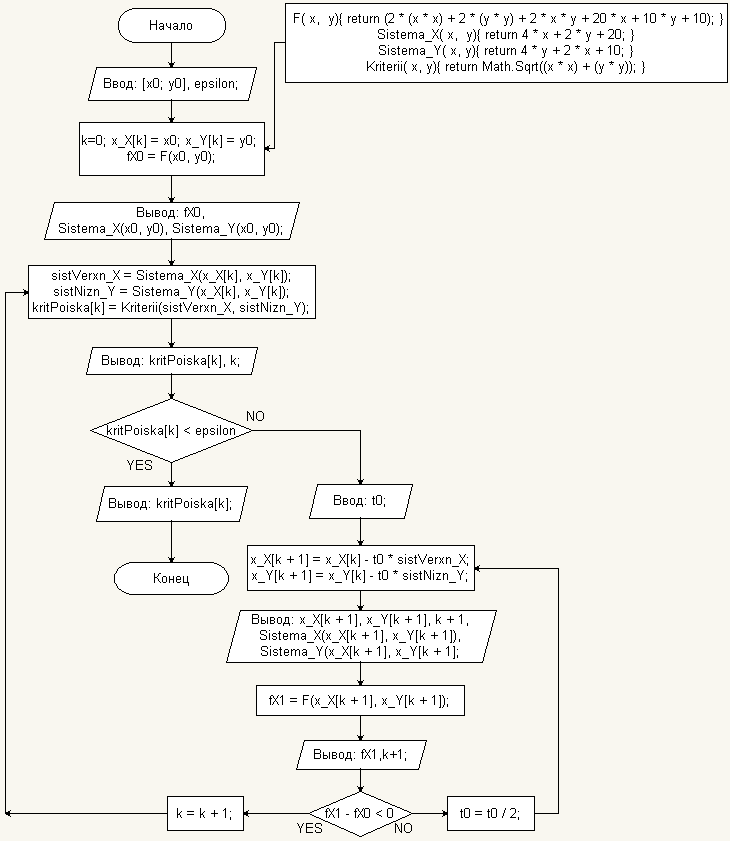 Начало
F( x,  y){ return (2 * (x * x) + 2 * (y * y) + 2 * x * y + 20 * x + 10 * y + 10); }
Sistema_X( x,  y){ return 4 * x + 2 * y + 20; }
Sistema_Y( x, y){ return 4 * y + 2 * x + 10; }
Kriterii( x, y){ return Math.Sqrt((x * x) + (y * y)); }
Ввод: [x0; y0], epsilon;
k=0; x_X[k] = x0; x_Y[k] = y0;
fX0 = F(x0, y0);
Вывод: fX0,
Sistema_X(x0, y0), Sistema_Y(x0, y0);
sistVerxn_X = Sistema_X(x_X[k], x_Y[k]);
sistNizn_Y = Sistema_Y(x_X[k], x_Y[k]);
kritPoiska[k] = Kriterii(sistVerxn_X, sistNizn_Y);
Вывод: kritPoiska[k], k;
kritPoiska[k] < epsilon
NO
YES
Вывод: kritPoiska[k];
Конец
Ввод: t0;
x_X[k + 1] = x_X[k] - t0 * sistVerxn_X;
x_Y[k + 1] = x_Y[k] - t0 * sistNizn_Y;
Вывод: x_X[k + 1], x_Y[k + 1], k + 1,
Sistema_X(x_X[k + 1], x_Y[k + 1]),
Sistema_Y(x_X[k + 1], x_Y[k + 1];
fX1 = F(x_X[k + 1], x_Y[k + 1]);
Вывод: fX1,k+1;
fX1 - fX0 < 0
YES
NO
k = k + 1;
t0 = t0 / 2;